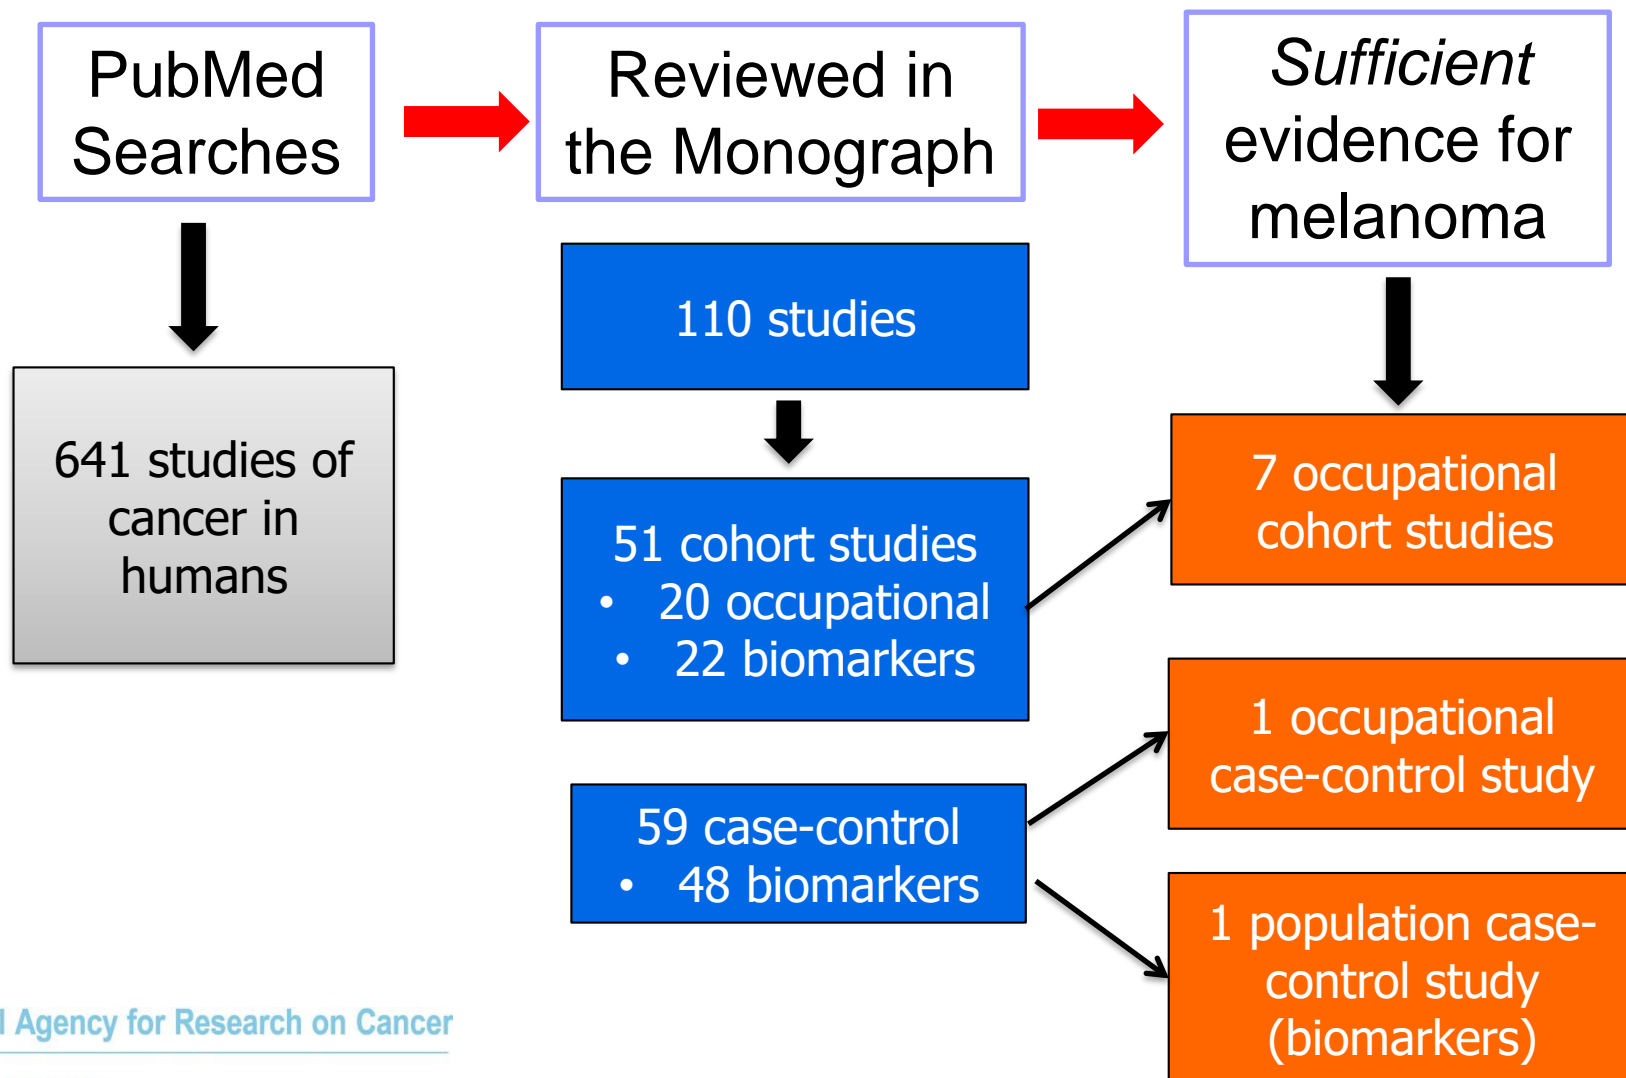 PubMed
Searches
Reviewed in
the Monograph
Sufficient
evidence for
melanoma
641 studies of
cancer in
humans
110 studies
51 cohort studies
• 20 occupational
• 22 biomarkers
59 case-control
• 48 biomarkers
7 occupational
cohort studies
1 occupational
case-control study
1 population case-
control study
(biomarkers)
Agency for Research on Cancer